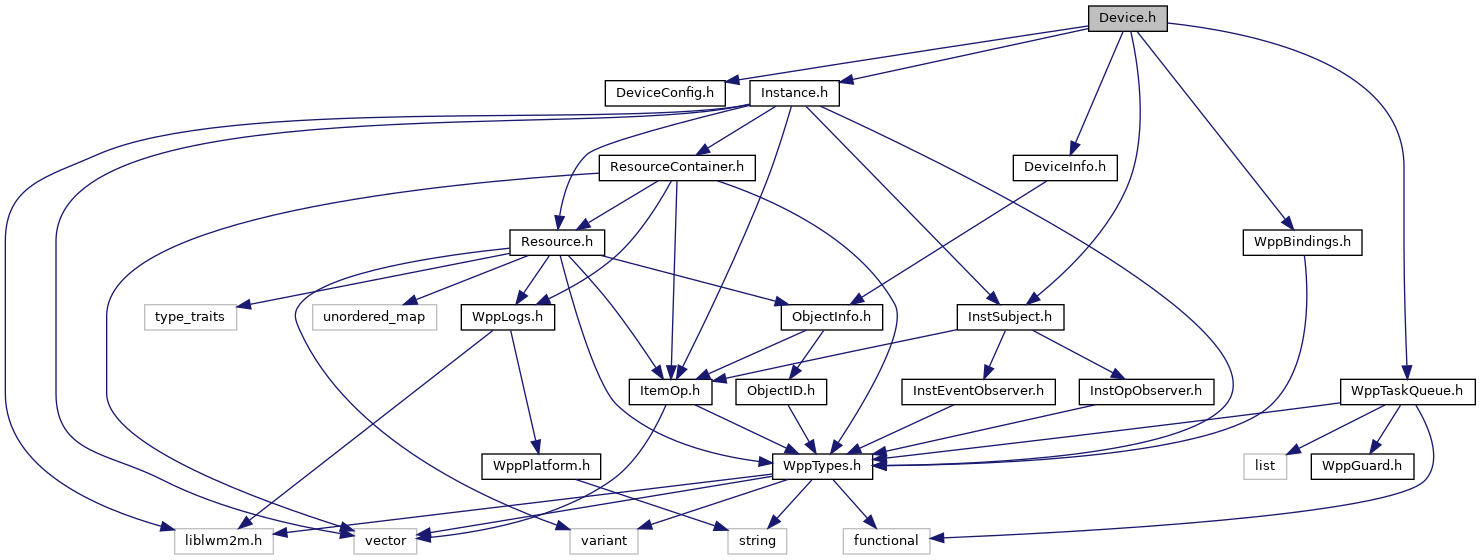 Device.h
DeviceConfig.h
Instance.h
ResourceContainer.h
DeviceInfo.h
Resource.h
WppBindings.h
type_traits
unordered_map
WppLogs.h
ObjectInfo.h
InstSubject.h
ItemOp.h
ObjectID.h
InstEventObserver.h
InstOpObserver.h
WppTaskQueue.h
WppPlatform.h
WppTypes.h
list
WppGuard.h
liblwm2m.h
vector
variant
string
functional